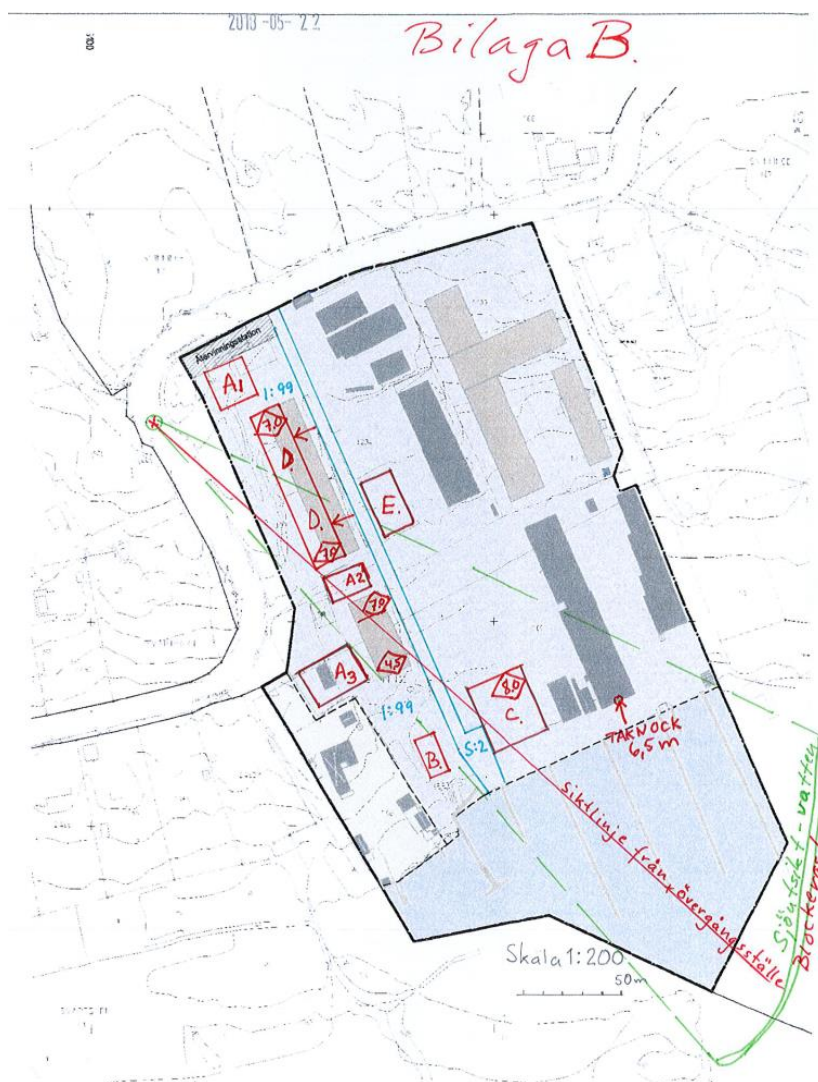 2013-05-22
Bilaga B.
Återvinningsstation
A1
1:99
7,0
D.
D.
E.
7,0
A2
7,0
4,5
A3
8,0
C.
1:99
S:2
B.
TAKNOCK
6,5 m
siktlinje från övergångsställe
Sjöutsikt-vatten
Skala 1:200
50m